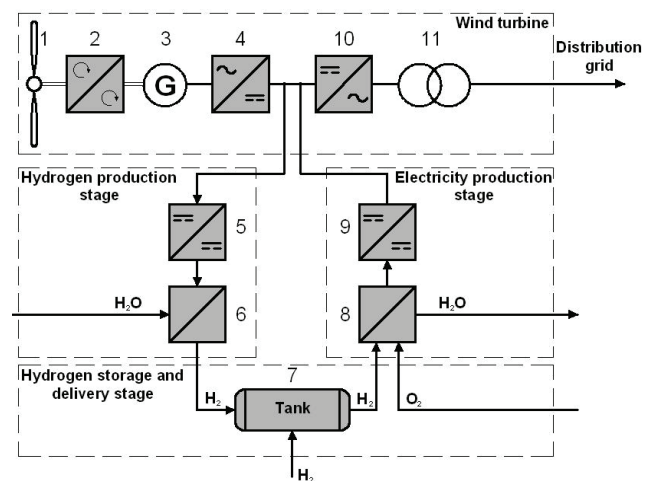 Wind turbine
1 2 3 4 10 11
Distribution
grid
G
Hydrogen production
stage
Electricity production
stage
5
9
H₂O
6
8
H₂O
Hydrogen storage and
delivery stage
7
H₂
Tank
H₂
O₂
H₂